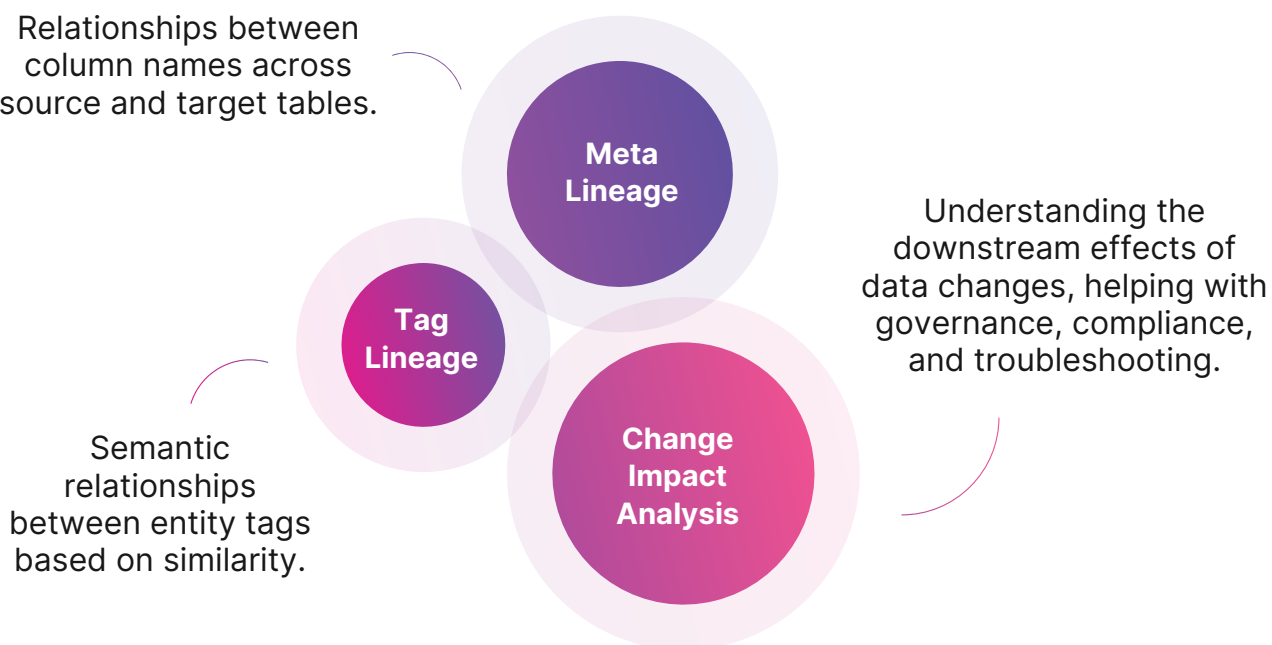 Relationships between
column names across
source and target tables.
Meta
Lineage
Understanding the
downstream effects of
data changes, helping with
governance, compliance,
and troubleshooting.
Tag
Lineage
Semantic
relationships
between entity tags
based on similarity.
Change
Impact
Analysis